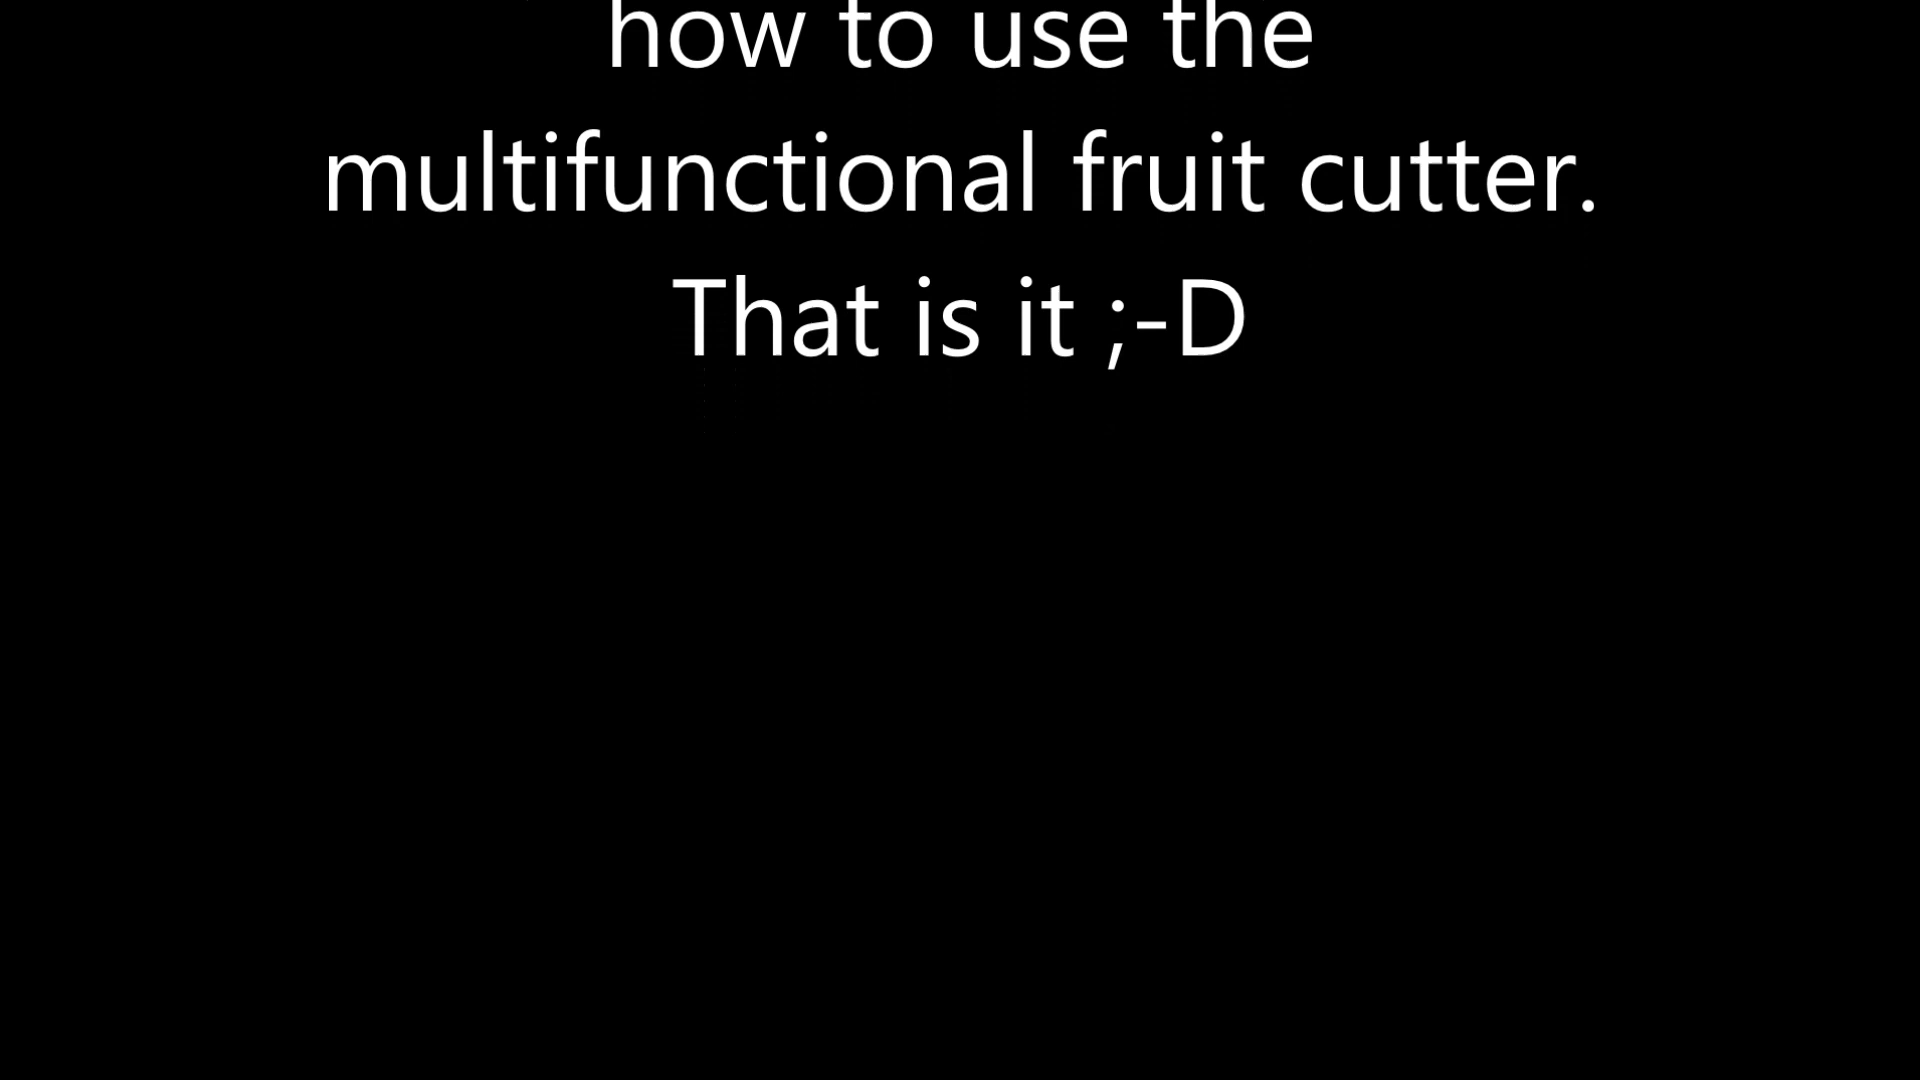 how to use the
multifunctional fruit cutter.
That is it ;-D